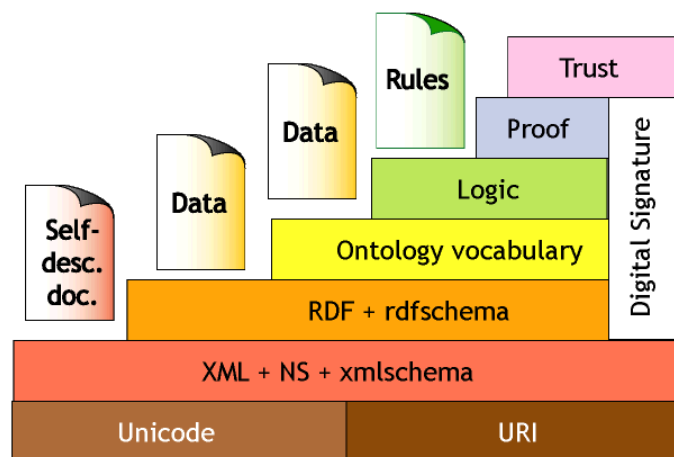 Rules
Trust
Data
Proof
Data
Logic
Self-
desc.
doc.
Ontology vocabulary
Digital Signature
RDF + rdfschema
XML + NS + xmlschema
Unicode
URI